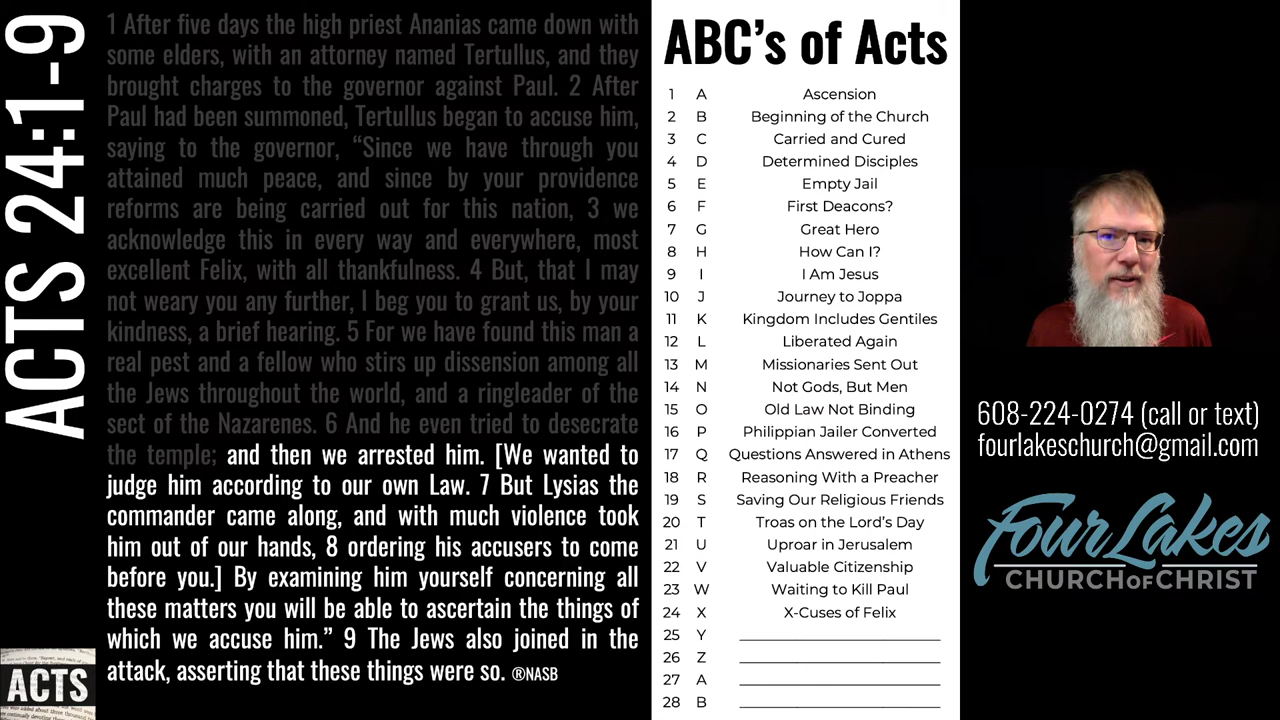 ACTS 24:1-9
1 After five days the high priest Ananias came down with
some elders, with an attorney named Tertullus, and they
brought charges to the governor against Paul. 2 After
Paul had been summoned, Tertullus began to accuse him,
saying to the governor, “Since we have through you
attained much peace, and since by your providence
reforms are being carried out for this nation, 3 we
acknowledge this in every way and everywhere, most
excellent Felix, with all thankfulness. 4 But, that I may
not weary you any further, I beg you to grant us, by your
kindness, a brief hearing. 5 For we have found this man a
real pest and a fellow who stirs up dissension among all
the Jews throughout the world, and a ringleader of the
sect of the Nazarenes. 6 And he even tried to desecrate
the temple; and then we arrested him. [We wanted to
judge him according to our own Law. 7 But Lysias the
commander came along, and with much violence took
him out of our hands, 8 ordering his accusers to come
before you.] By examining him yourself concerning all
these matters you will be able to ascertain the things of
which we accuse him.” 9 The Jews also joined in the
attack, asserting that these things were so. ®NASB
ACTS
ABC’s of Acts
1 A Ascension
2 B Beginning of the Church
3 C Carried and Cured
4 D Determined Disciples
5 E Empty Jail
6 F First Deacons?
7 G Great Hero
8 H How Can I?
9 I I Am Jesus
10 J Journey to Joppa
11 K Kingdom Includes Gentiles
12 L Liberated Again
13 M Missionaries Sent Out
14 N Not Gods, But Men
15 O Old Law Not Binding
16 P Philippian Jailer Converted
17 Q Questions Answered in Athens
18 R Reasoning With a Preacher
19 S Saving Our Religious Friends
20 T Troas on the Lord’s Day
21 U Uproar in Jerusalem
22 V Valuable Citizenship
23 W Waiting to Kill Paul
24 X X-Cuses of Felix
25 Y
26 Z
27 A
28 B
608-224-0274 (call or text)
fourlakeschurch@gmail.com
Four Lakes
CHURCH OF CHRIST